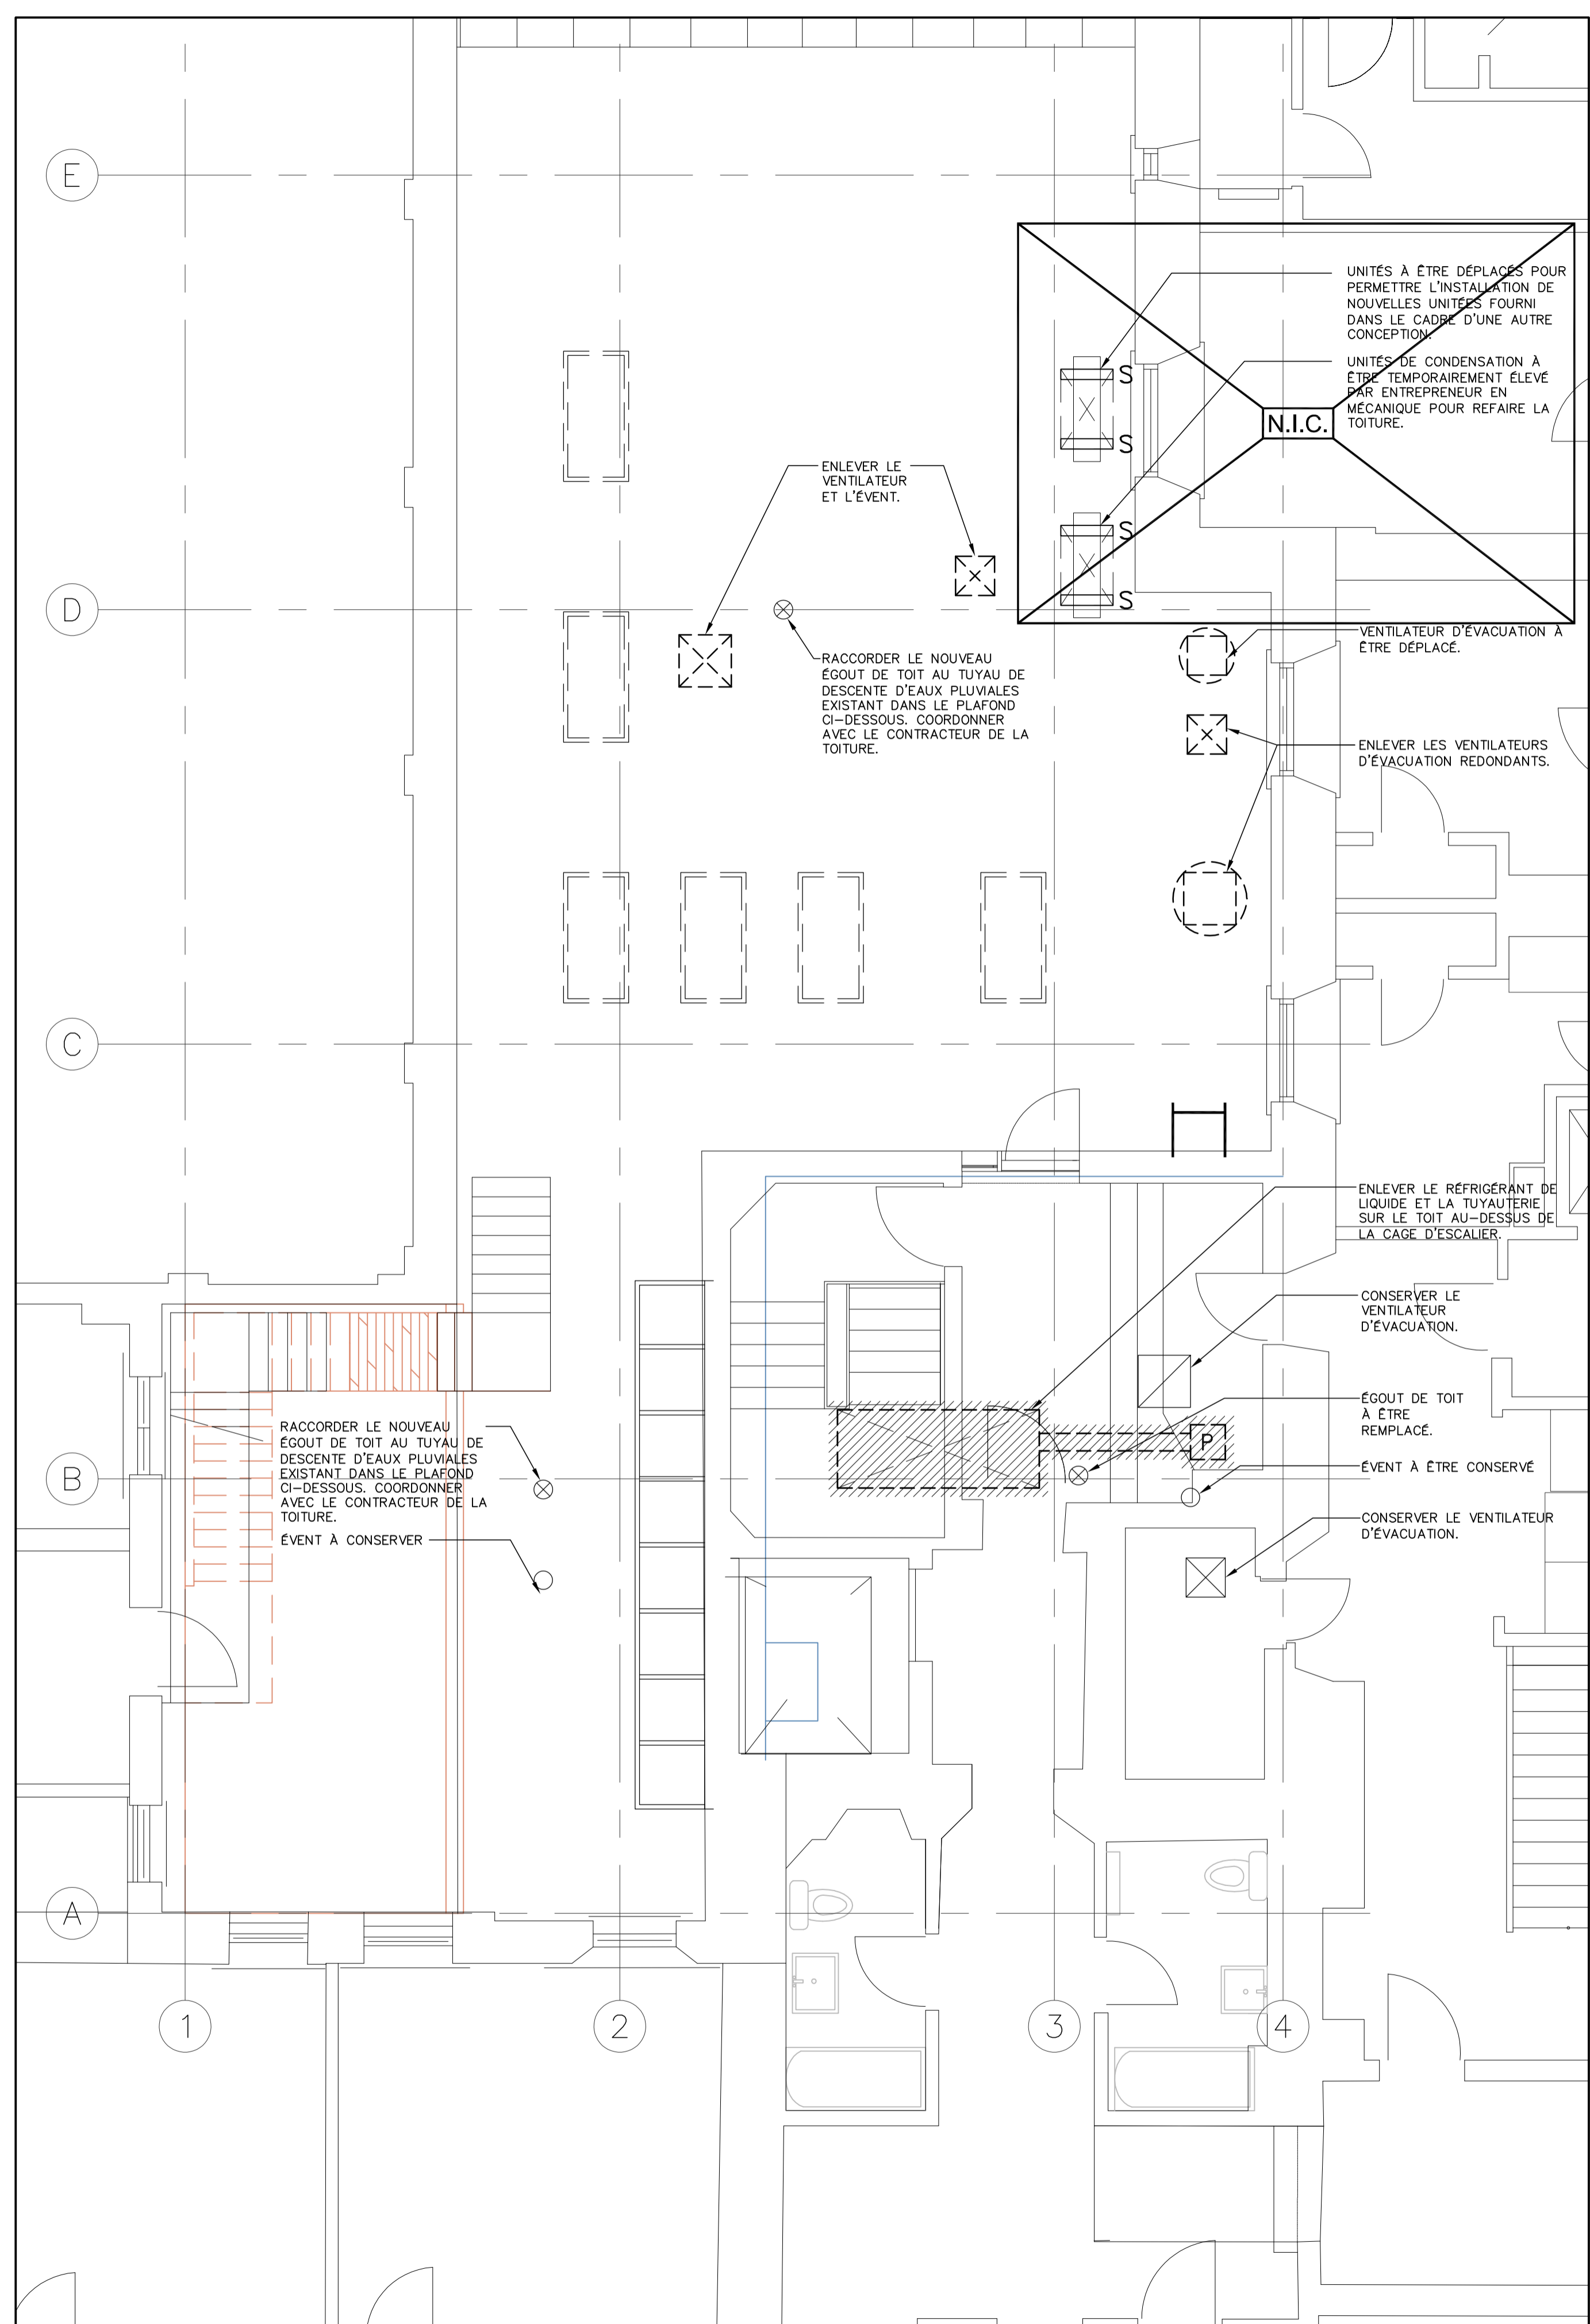 E
UNITÉS À ÊTRE DÉPLACÉS POUR
PERMETTRE L'INSTALLATION DE
NOUVELLES UNITÉES FOURNI
DANS LE CADRE D'UNE AUTRE
CONCEPTION.
UNITÉS DE CONDENSATION À
ÊTRE TEMPORAIREMENT ÉLEVÉ
PAR ENTREPRENEUR EN
MÉCANIQUE POUR REFAIRE LA
TOITURE.
S
S
N.I.C.
ENLEVER LE
VENTILATEUR
ET L'ÉVENT.
S
S
D
VENTILATEUR D'ÉVACUATION À
ÊTRE DÉPLACÉ.
RACCORDER LE NOUVEAU
ÉGOUT DE TOIT AU TUYAU DE
DESCENTE D'EAUX PLUVIALES
EXISTANT DANS LE PLAFOND
CI-DESSOUS. COORDONNER
AVEC LE CONTRACTEUR DE LA
TOITURE.
ENLEVER LES VENTILATEURS
D'ÉVACUATION REDONDANTS.
C
ENLEVER LE RÉFRIGÉRANT DE
LIQUIDE ET LA TUYAUTERIE
SUR LE TOIT AU-DESSUS DE
LA CAGE D'ESCALIER.
CONSERVER LE
VENTILATEUR
D'ÉVACUATION.
ÉGOUT DE TOIT
À ÊTRE
REMPLACÉ.
P
RACCORDER LE NOUVEAU
ÉGOUT DE TOIT AU TUYAU DE
DESCENTE D'EAUX PLUVIALES
EXISTANT DANS LE PLAFOND
CI-DESSOUS. COORDONNER
AVEC LE CONTRACTEUR DE LA
TOITURE.
B
ÉVENT À ÊTRE CONSERVÉ
CONSERVER LE VENTILATEUR
D'ÉVACUATION.
ÉVENT À CONSERVER
A
1
2
3
4